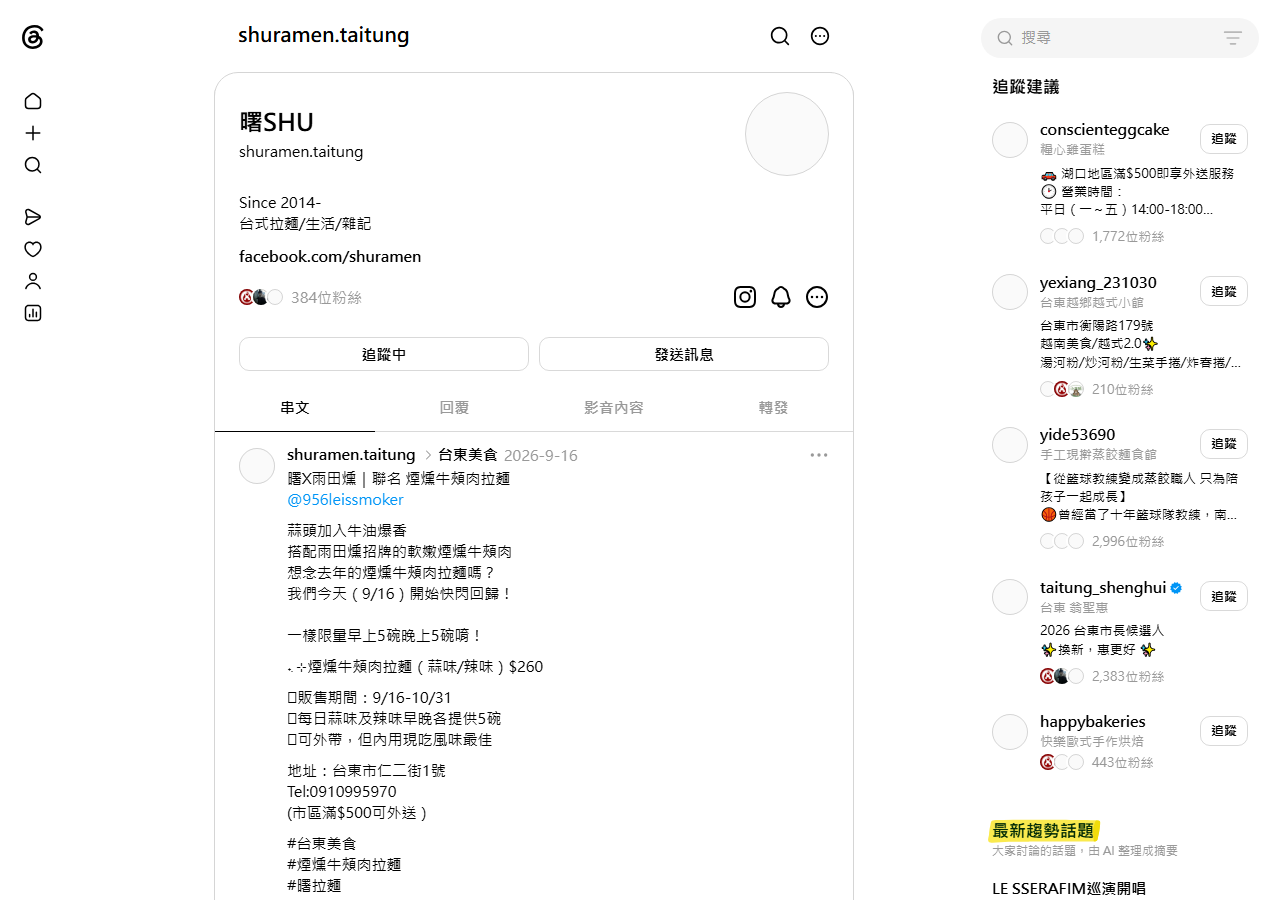 shuramen.taitung
曙SHU
shuramen.taitung
Since 2014-
台式拉麵/生活/雜記
facebook.com/shuramen
384位粉絲
追蹤中
發送訊息
串文
回覆
影音內容
轉發
shuramen.taitung > 台東美食 2026-9-16
曙X雨田燻｜聯名 煙燻牛頰肉拉麵
@956leissmoker
蒜頭加入牛油爆香
搭配雨田燻招牌的軟嫩煙燻牛頰肉
想念去年的煙燻牛頰肉拉麵嗎？
我們今天（9/16）開始快閃回歸！
一樣限量早上5碗晚上5碗唷！
煙燻牛頰肉拉麵（蒜味/辣味）$260
販售期間：9/16-10/31
每日蒜味及辣味早晚各提供5碗
可外帶，但內用現吃風味最佳
地址：台東市仁二街1號
Tel:0910995970
(市區滿$500可外送）
#台東美食
#煙燻牛頰肉拉麵
#曙拉麵
搜尋
追蹤建議
conscienteggcake
糧心雞蛋糕
追蹤
🚗 湖口地區滿$500即享外送服務
🕑 營業時間：
平日（一～五）14:00-18:00…
1,772位粉絲
yexiang_231030
台東越鄉越式小館
追蹤
台東市衡陽路179號
越南美食/越式2.0✨
湯河粉/炒河粉/生菜手捲/炸春捲/…
210位粉絲
yide53690
手工現擀蒸餃麵食館
追蹤
【從籃球教練變成蒸餃職人 只為陪
孩子一起成長】
🏀曾經當了十年籃球隊教練，南…
2,996位粉絲
taitung_shenghui
台東 翁聖惠
追蹤
2026 台東市長候選人
✨換新，惠更好 ✨
2,383位粉絲
happybakeries
快樂歐式手作烘焙
追蹤
443位粉絲
最新趨勢話題
大家討論的話題，由 AI 整理成摘要
LE SSERAFIM巡演開唱